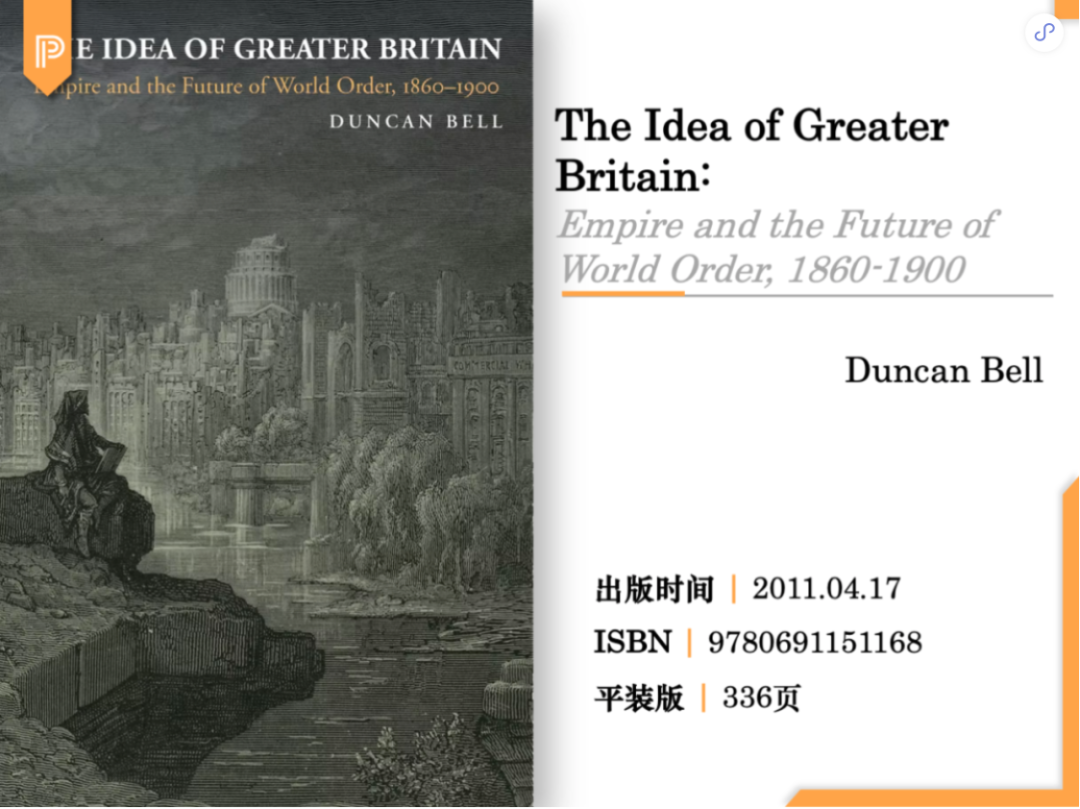 E IDEA OF GREATER BRITAIN
pire and the Future of World Order, 1860–1900
DUNCAN BELL
COMMERCIAL
The Idea of Greater
Britain:
Empire and the Future of
World Order, 1860-1900
Duncan Bell
出版时间 | 2011.04.17
ISBN | 9780691151168
平装版 | 336页